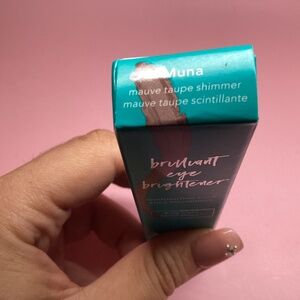 Muna
mauve taupe shimmer
mauve taupe scintillante
brilliant
eye
brightener